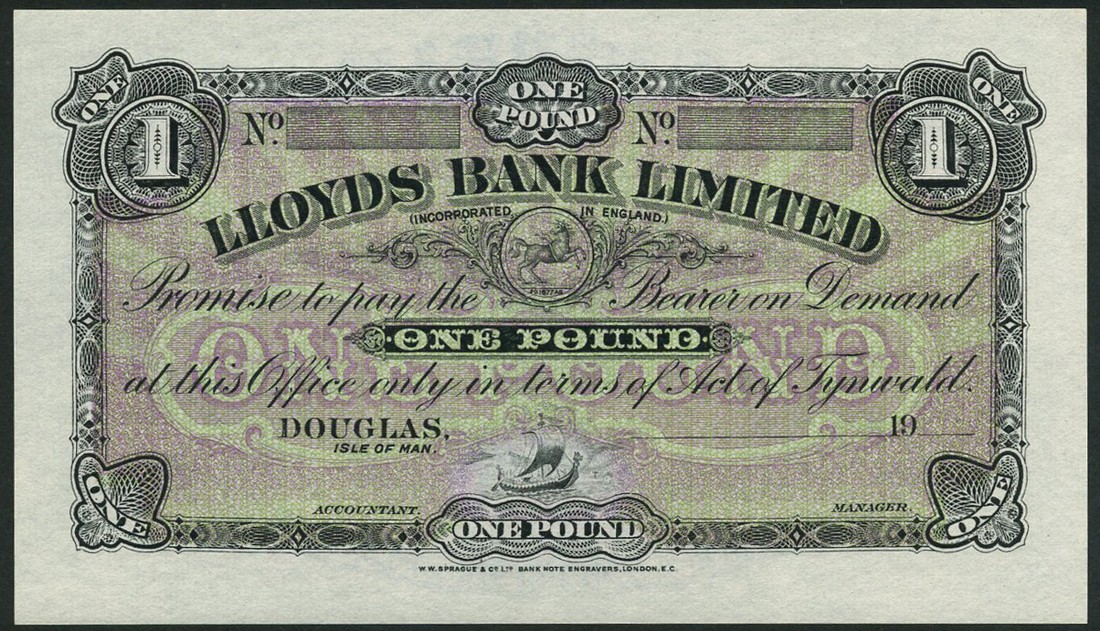 ONE ONE POUND ONE
1 No. No. 1
LLOYDS BANK LIMITED
(INCORPORATED IN ENGLAND.)
Promise to pay the Bearer on Demand
ONE POUND
ONE POUND
at this Office only in terms of Act of Tynwald.
DOUGLAS, 19
ISLE OF MAN.
ACCOUNTANT. MANAGER.
ONE ONE POUND ONE
W.W. SPRAGUE & Co. LTD BANK NOTE ENGRAVERS, LONDON, E.C.